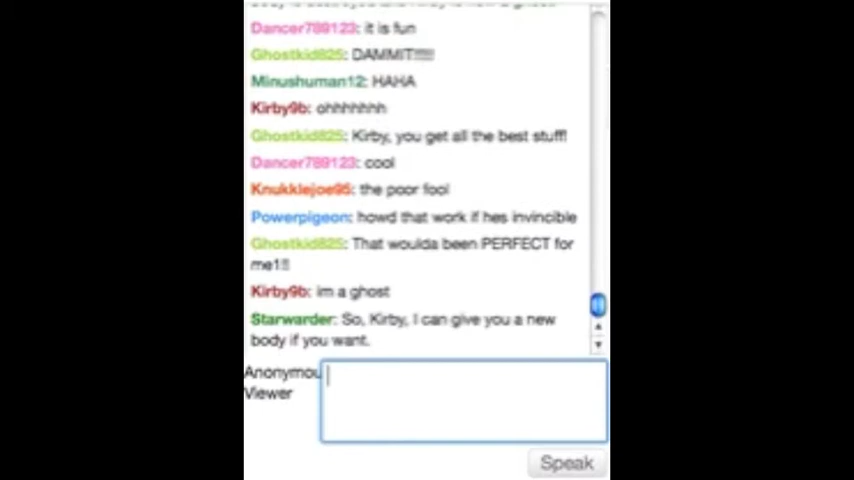 Dancer789123: it is fun
Ghostkid825: DAMMIT!!!!!
Minushuman12: HAHA
Kirby9b: ohhhhhhh
Ghostkid825: Kirby, you get all the best stuff!
Dancer789123: cool
Knukklejoe95: the poor fool
Powerpigeon: howd that work if hes invincible
Ghostkid825: That woulda been PERFECT for
me1!!
Kirby9b: im a ghost
Starwarder: So, Kirby, I can give you a new
body if you want.
Anonymou
Viewer
Speak